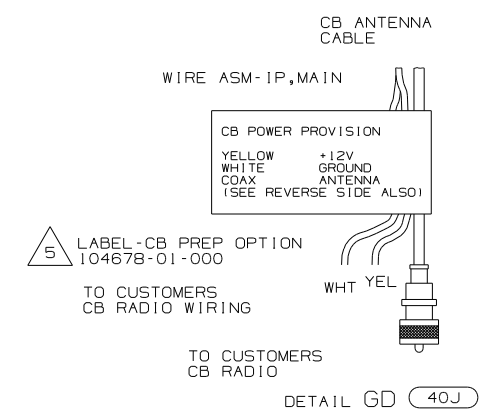 CB ANTENNA
CABLE
WIRE ASM-IP,MAIN
CB POWER PROVISION
YELLOW +12V
WHITE GROUND
COAX ANTENNA
(SEE REVERSE SIDE ALSO)
5
LABEL-CB PREP OPTION
104678-01-000
WHT YEL
TO CUSTOMERS
CB RADIO WIRING
TO CUSTOMERS
CB RADIO
DETAIL GD 40J